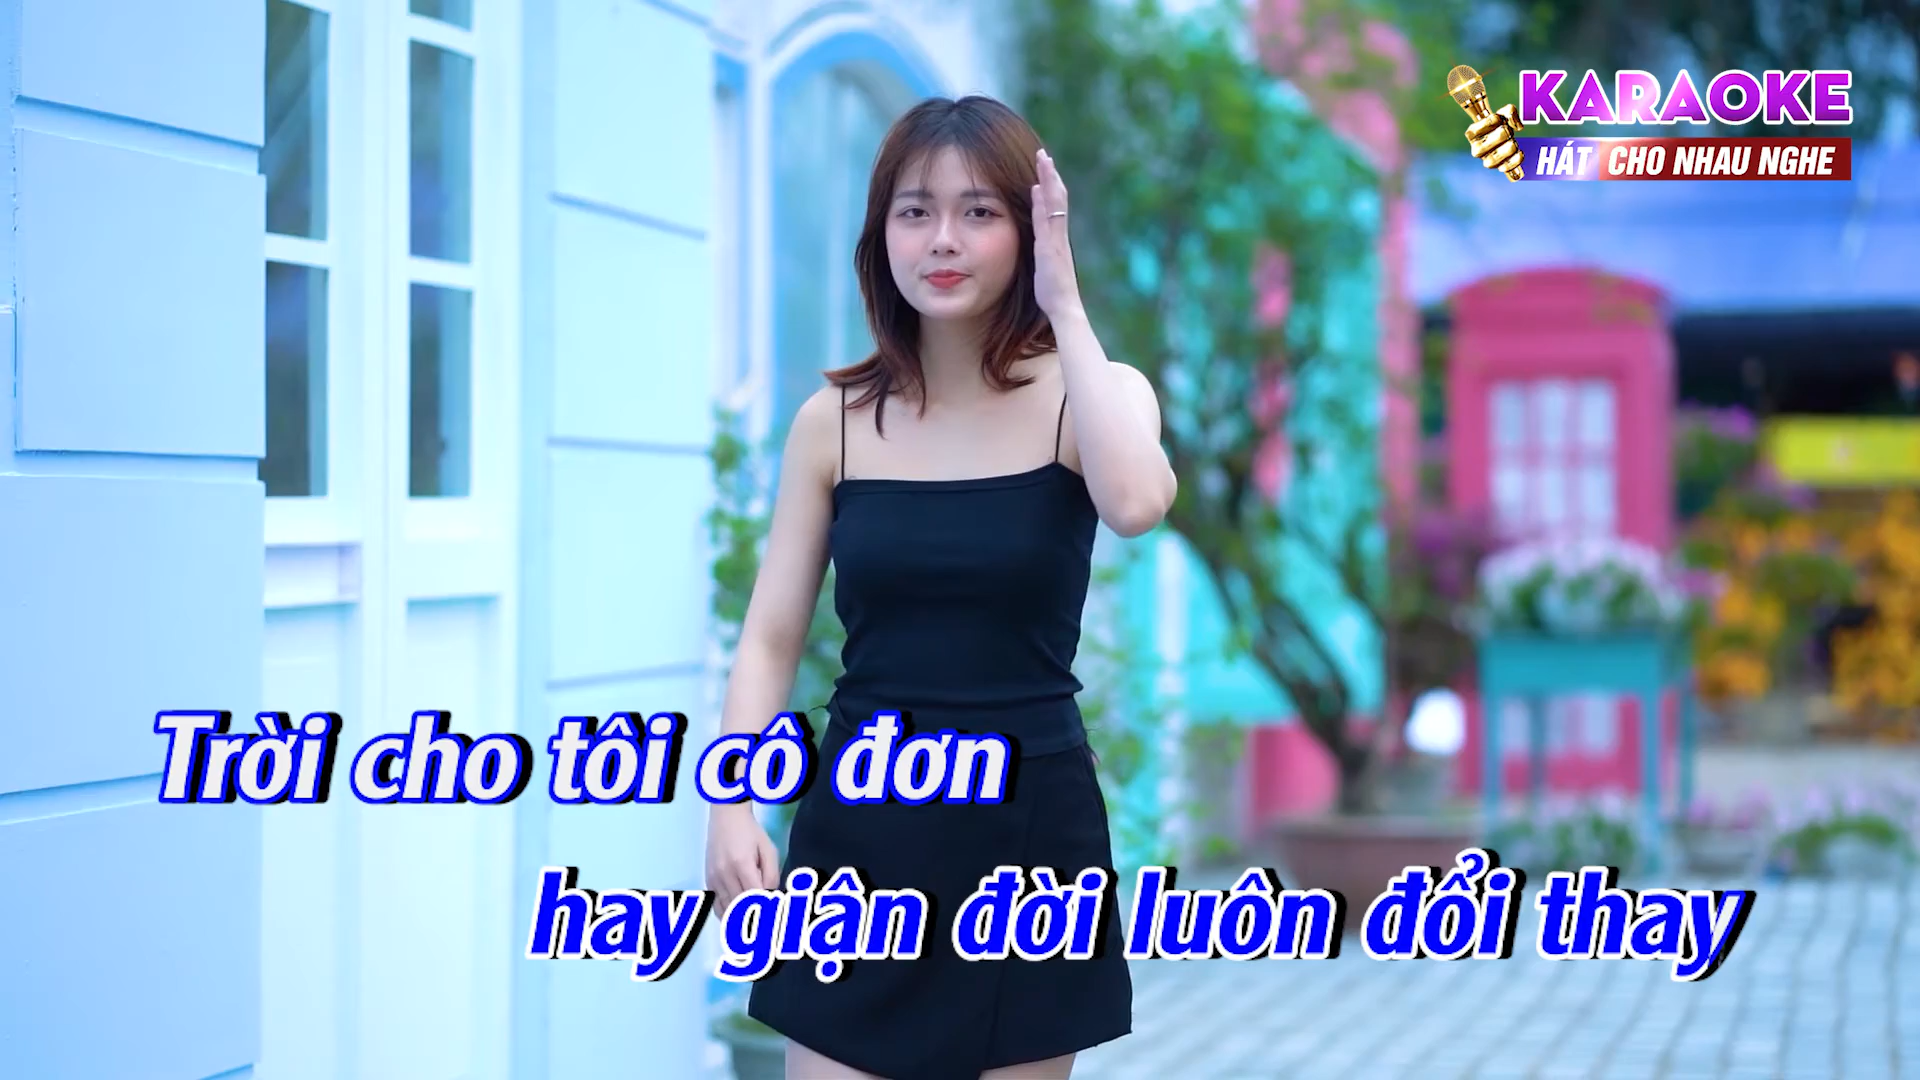 KARAOKE
HÁT CHO NHAU NGHE
Trời cho tôi cô đơn
hay giận đời luôn đổi thay